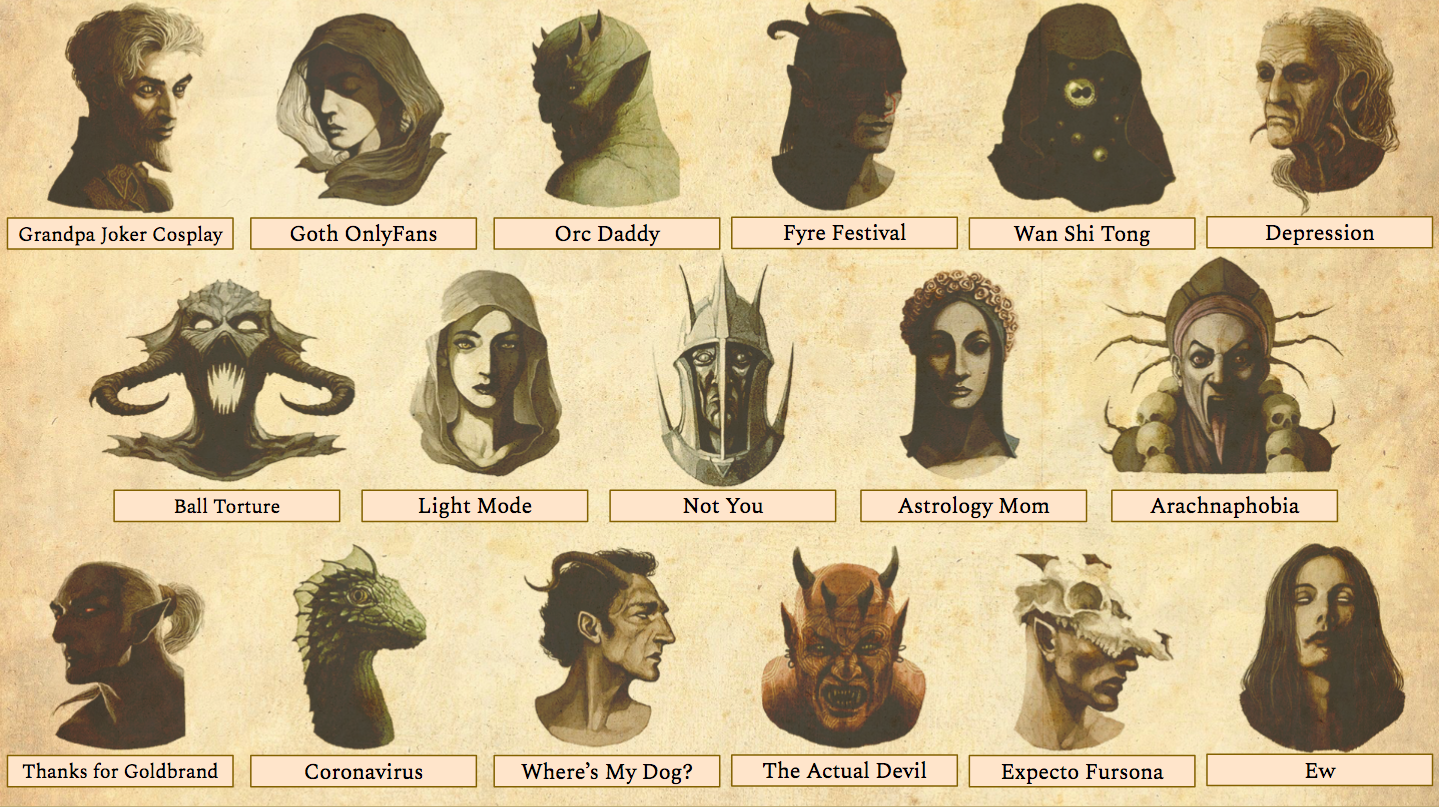 Grandpa Joker Cosplay
Goth OnlyFans
Orc Daddy
Fyre Festival
Wan Shi Tong
Depression
Ball Torture
Light Mode
Not You
Astrology Mom
Arachnaphobia
Thanks for Goldbrand
Coronavirus
Where's My Dog?
The Actual Devil
Expecto Fursona
Ew